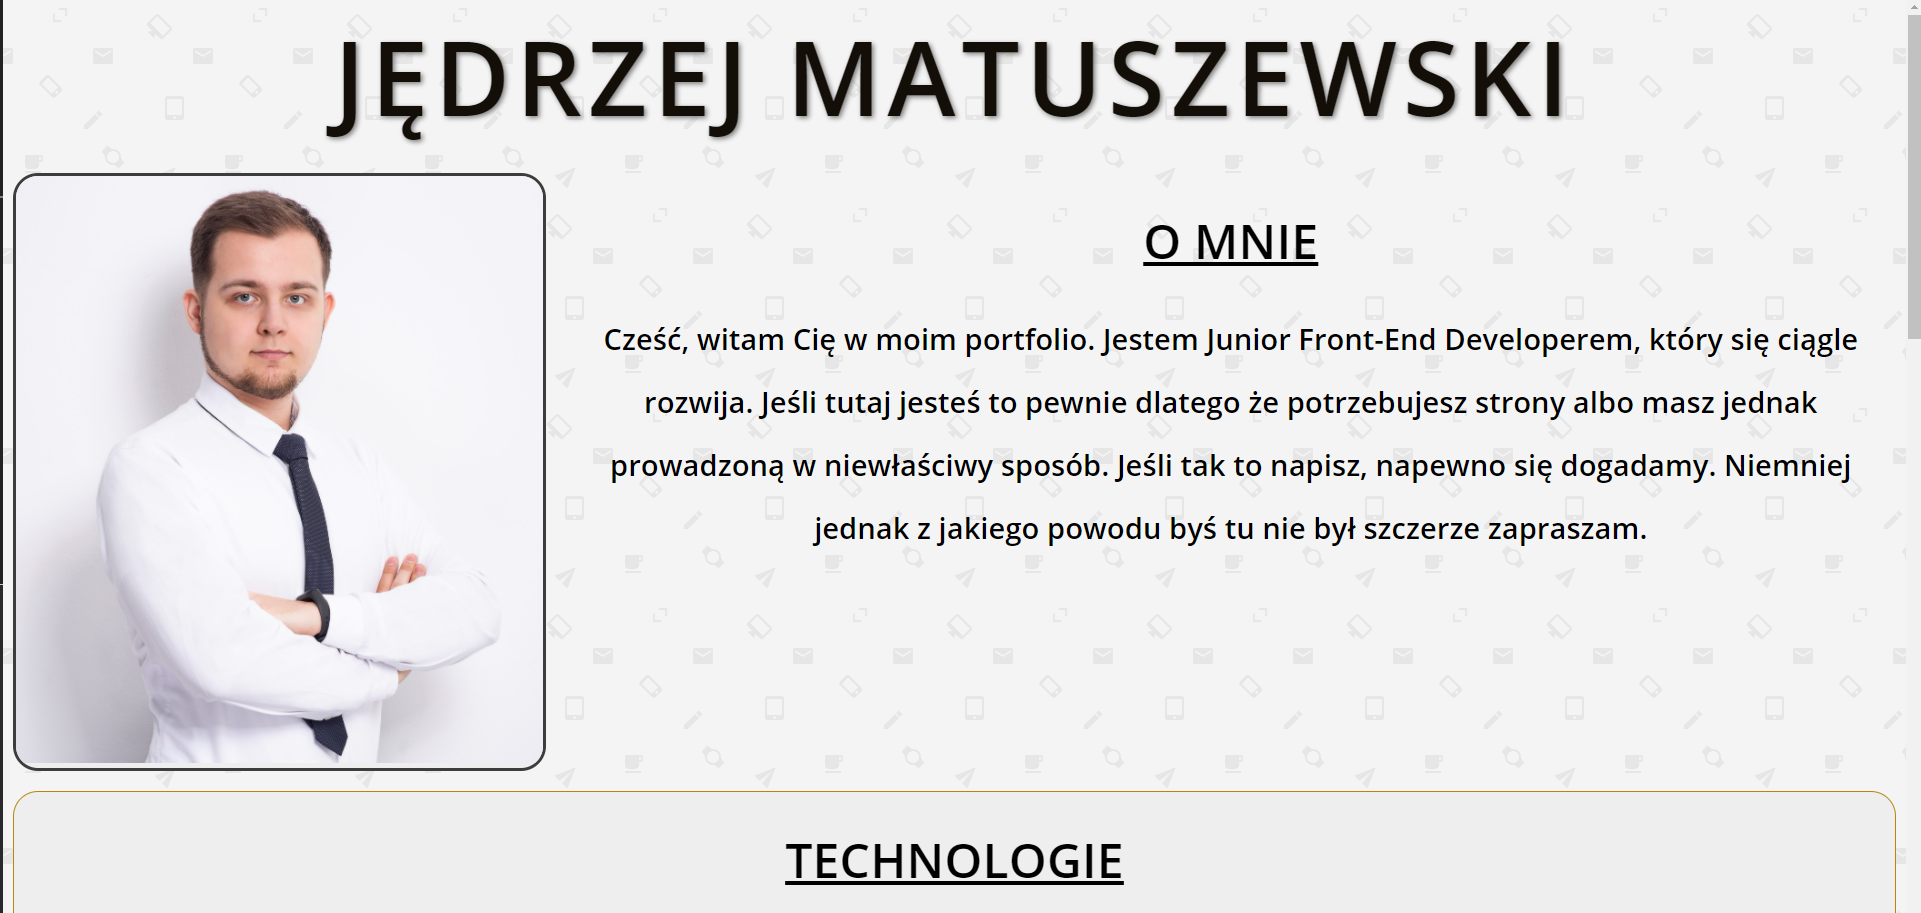 JĘDRZEJ MATUSZEWSKI
O MNIE
Cześć, witam Cię w moim portfolio. Jestem Junior Front-End Developerem, który się ciągle
rozwija. Jeśli tutaj jesteś to pewnie dlatego że potrzebujesz strony albo masz jednak
prowadzoną w niewłaściwy sposób. Jeśli tak to napisz, napewno się dogadamy. Niemniej
jednak z jakiego powodu byś tu nie był szczerze zapraszam.
TECHNOLOGIE